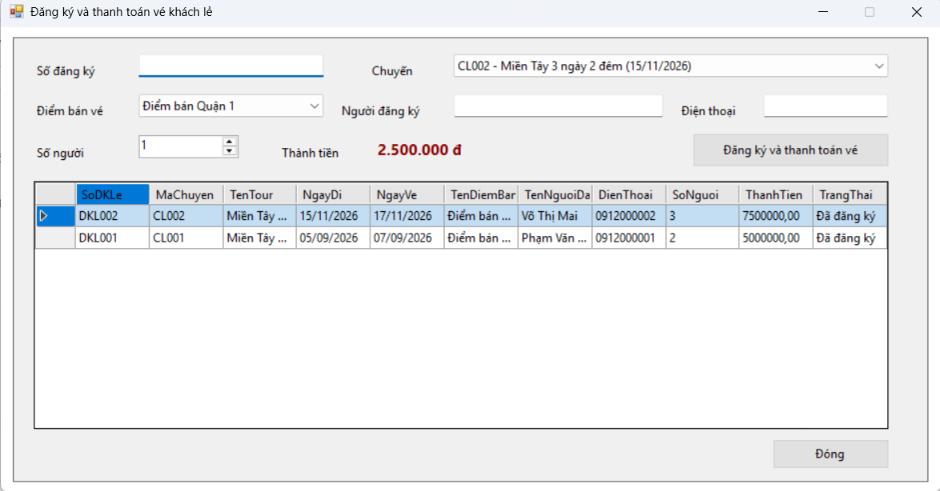 Đăng ký và thanh toán vé khách lẻ
Số đăng ký Chuyến CL002 - Miền Tây 3 ngày 2 đêm (15/11/2026)
Điểm bán vé Điểm bán Quận 1 Người đăng ký Điện thoại
Số người 1 Thành tiền 2.500.000 đ Đăng ký và thanh toán vé
SoDKLe MaChuyen TenTour NgayDi NgayVe TenDiemBar TenNguoiDa DienThoai SoNguoi ThanhTien TrangThai
DKL002 CL002 Miền Tây ... 15/11/2026 17/11/2026 Điểm bán ... Võ Thị Mai 0912000002 3 7500000,00 Đã đăng ký
DKL001 CL001 Miền Tây ... 05/09/2026 07/09/2026 Điểm bán ... Phạm Văn ... 0912000001 2 5000000,00 Đã đăng ký
Đóng